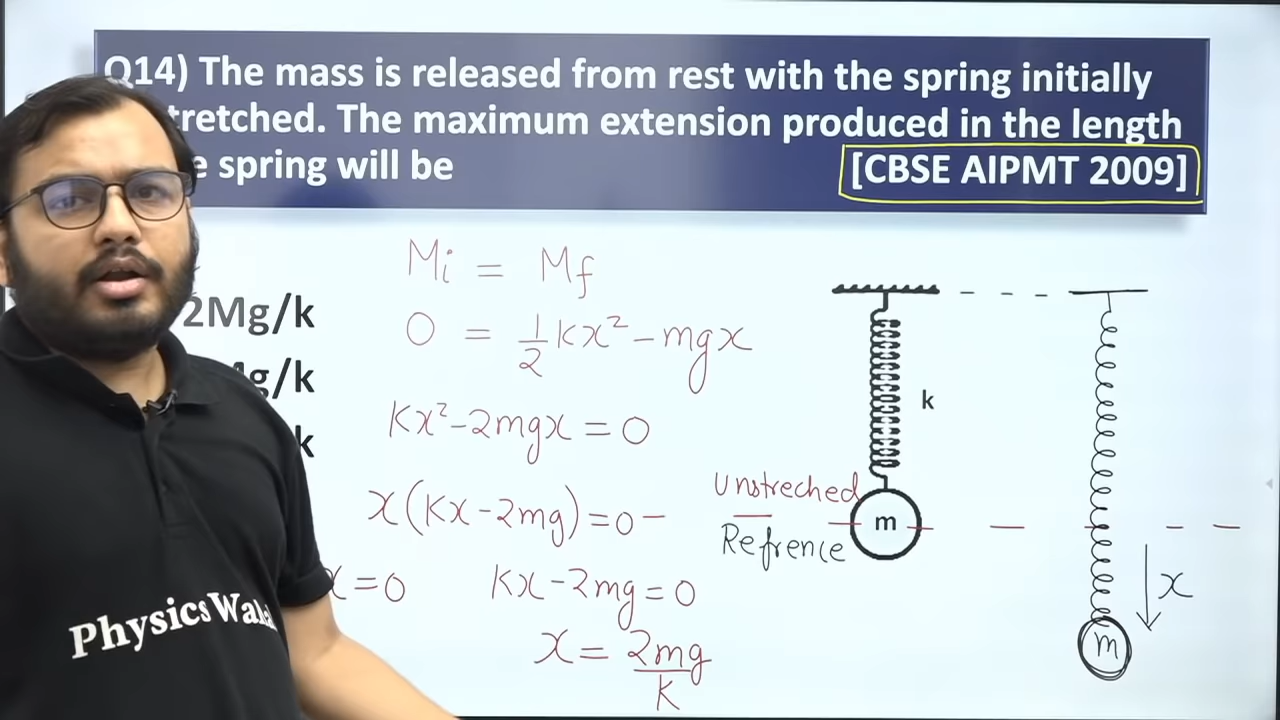 Q14) The mass is released from rest with the spring initially
tretched. The maximum extension produced in the length
e spring will be
[CBSE AIPMT 2009]
2Mg/k
g/k
k
Mi = Mf
0 = 1/2 kx² - mgx
kx² - 2mgx = 0
x(kx - 2mg) = 0
x = 0 kx - 2mg = 0
x = 2mg/k
k
Unstreched
Refrence
m
x
m
Physics Wa